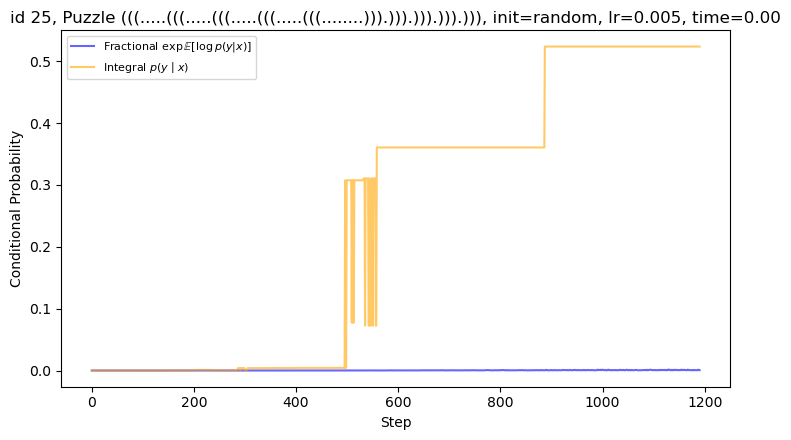 id 25, Puzzle (((.....(((.....(((.....(((.....(((........))).))).))).))).))), init=random, lr=0.005, time=0.00
Fractional exp𝔼[log p(y|x)]
Integral p(y | x)
0.5
0.4
0.3
0.2
0.1
0.0
Conditional Probability
0
200
400
600
800
1000
1200
Step